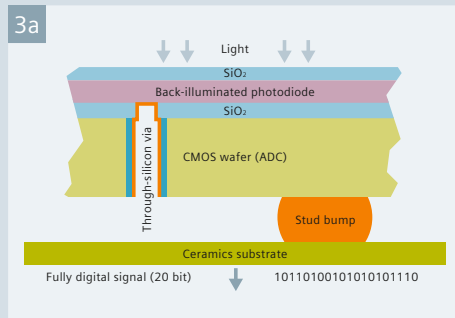 3a
Light
SiO₂
Back-illuminated photodiode
SiO₂
Through-silicon via
CMOS wafer (ADC)
Stud bump
Ceramics substrate
Fully digital signal (20 bit)
10110100101010101110